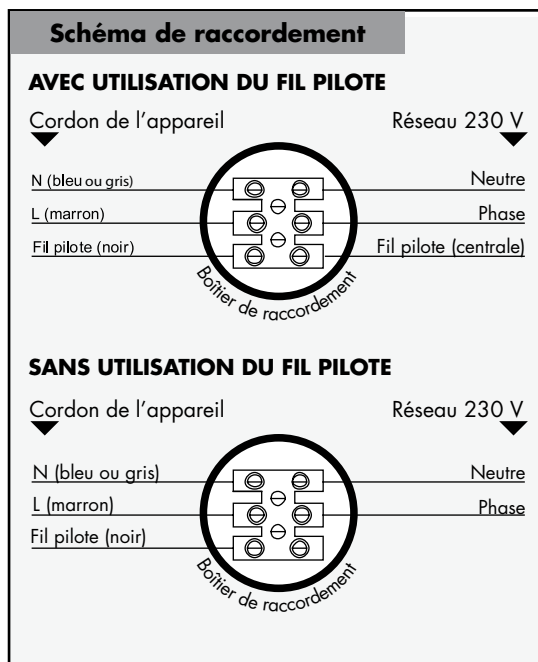 Schéma de raccordement
AVEC UTILISATION DU FIL PILOTE
Cordon de l'appareil
Réseau 230 V
N (bleu ou gris)
Neutre
L (marron)
Phase
Fil pilote (noir)
Fil pilote (centrale)
Boîtier de raccordement
SANS UTILISATION DU FIL PILOTE
Cordon de l'appareil
Réseau 230 V
N (bleu ou gris)
Neutre
L (marron)
Phase
Fil pilote (noir)
Boîtier de raccordement